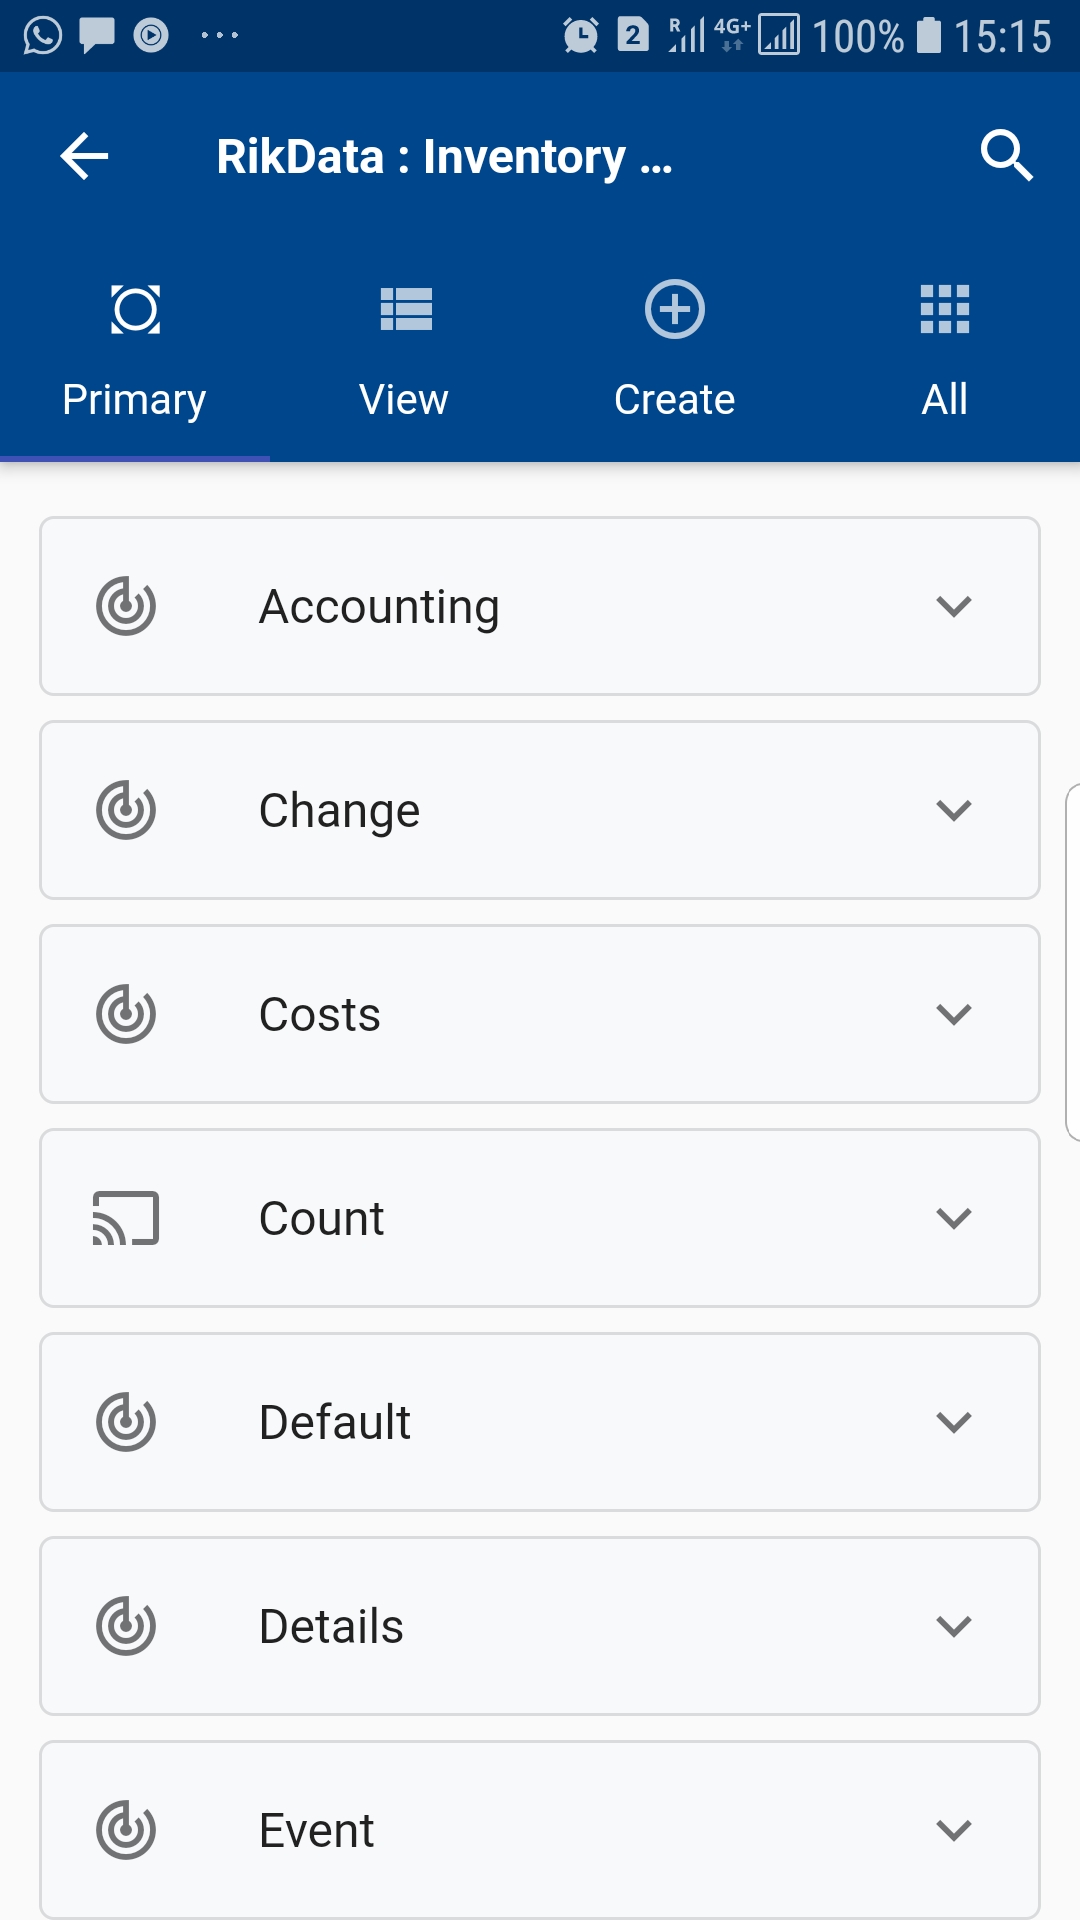 2 R 4G+ 100% 15:15
RikData : Inventory ...
Primary View Create All
Accounting
Change
Costs
Count
Default
Details
Event